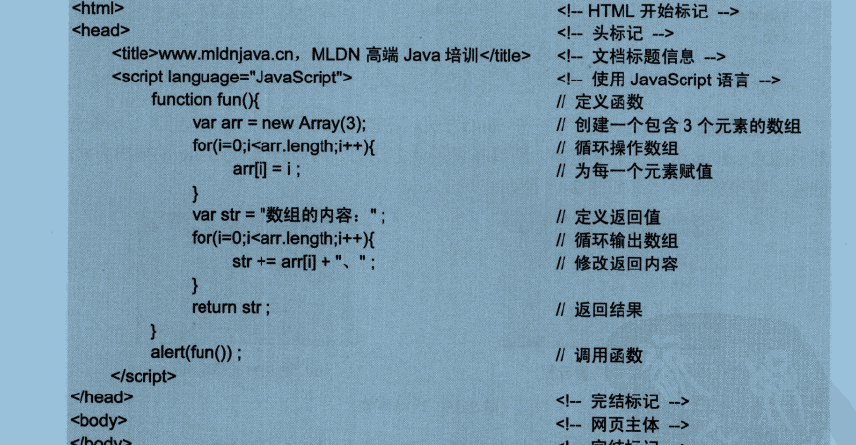 <html> <!-- HTML 开始标记 -->
<head> <!-- 头标记 -->
<title>www.mldnjava.cn，MLDN 高端 Java 培训</title> <!-- 文档标题信息 -->
<script language="JavaScript"> <!-- 使用 JavaScript 语言 -->
function fun(){ // 定义函数
var arr = new Array(3); // 创建一个包含 3 个元素的数组
for(i=0;i<arr.length;i++){ // 循环操作数组
arr[i] = i ; // 为每一个元素赋值
}
var str = "数组的内容：" ; // 定义返回值
for(i=0;i<arr.length;i++){ // 循环输出数组
str += arr[i] + "、" ; // 修改返回内容
}
return str ; // 返回结果
}
alert(fun()) ; // 调用函数
</script>
</head> <!-- 完结标记 -->
<body> <!-- 网页主体 -->
</body> <!-- 完结标记 -->